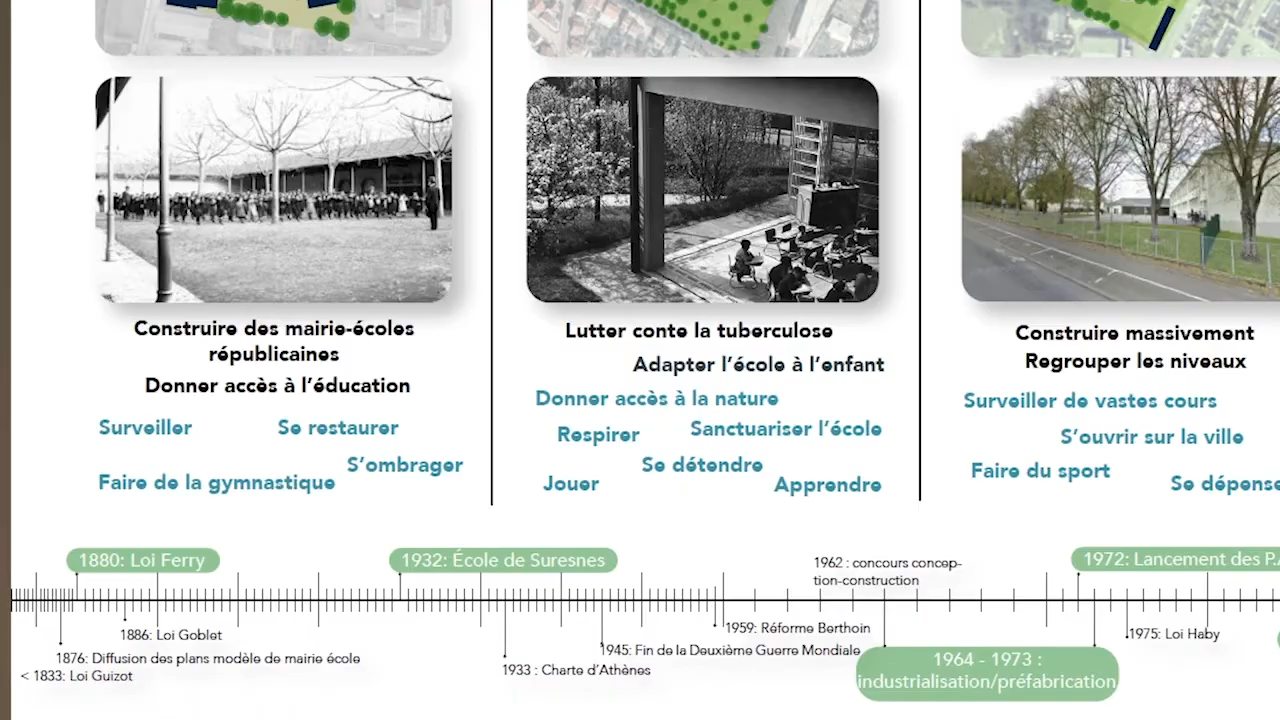 Construire des mairie-écoles
républicaines
Donner accès à l'éducation
Surveiller
Se restaurer
S'ombrager
Faire de la gymnastique
Lutter conte la tuberculose
Adapter l'école à l'enfant
Donner accès à la nature
Respirer
Sanctuariser l'école
Se détendre
Jouer
Apprendre
Construire massivement
Regrouper les niveaux
Surveiller de vastes cours
S'ouvrir sur la ville
Faire du sport
Se dépense
1880: Loi Ferry
1932: École de Suresnes
1962 : concours concep-
tion-construction
1972: Lancement des P.A
1886: Loi Goblet
1876: Diffusion des plans modèle de mairie école
< 1833: Loi Guizot
1959: Réforme Berthoin
1945: Fin de la Deuxième Guerre Mondiale
1933 : Charte d'Athènes
1975: Loi Haby
1964 - 1973 :
industrialisation/préfabrication